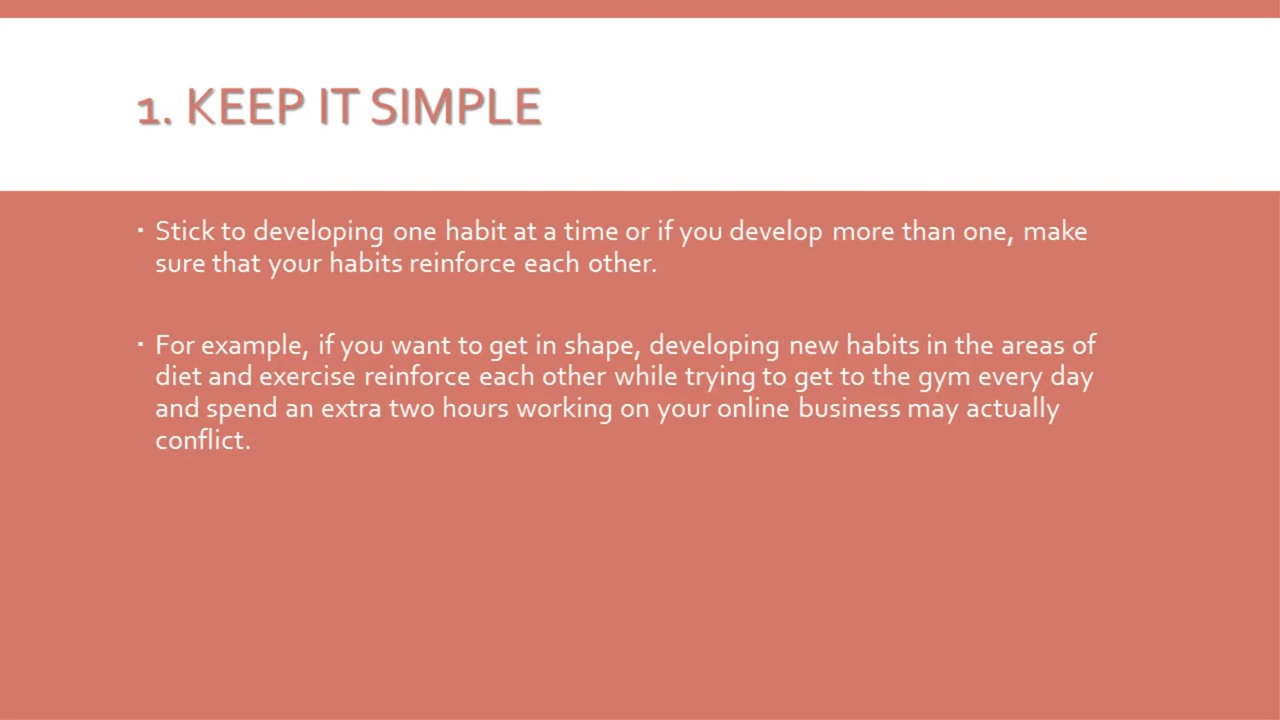 1. KEEP IT SIMPLE
▪ Stick to developing one habit at a time or if you develop more than one, make
sure that your habits reinforce each other.
▪ For example, if you want to get in shape, developing new habits in the areas of
diet and exercise reinforce each other while trying to get to the gym every day
and spend an extra two hours working on your online business may actually
conflict.